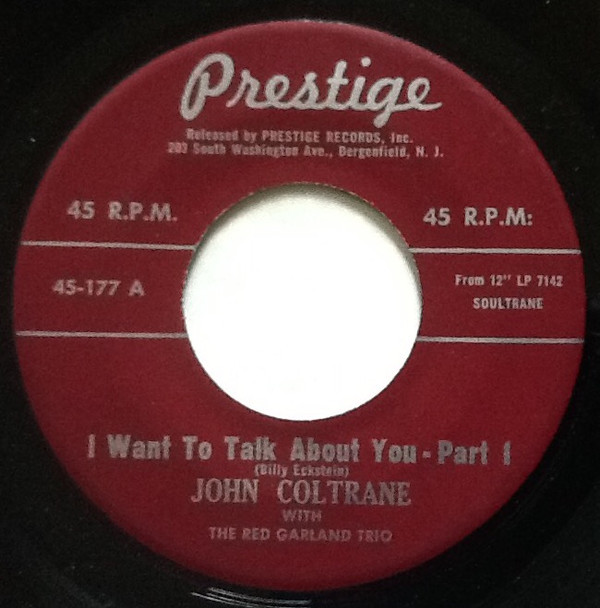 Prestige
Released by PRESTIGE RECORDS, Inc.
203 South Washington Ave., Bergenfield, N. J.
45 R.P.M.
45 R.P.M:
45-177 A
From 12" LP 7142
SOULTRANE
I Want To Talk About You - Part 1
(Billy Eckstein)
JOHN COLTRANE
WITH
THE RED GARLAND TRIO